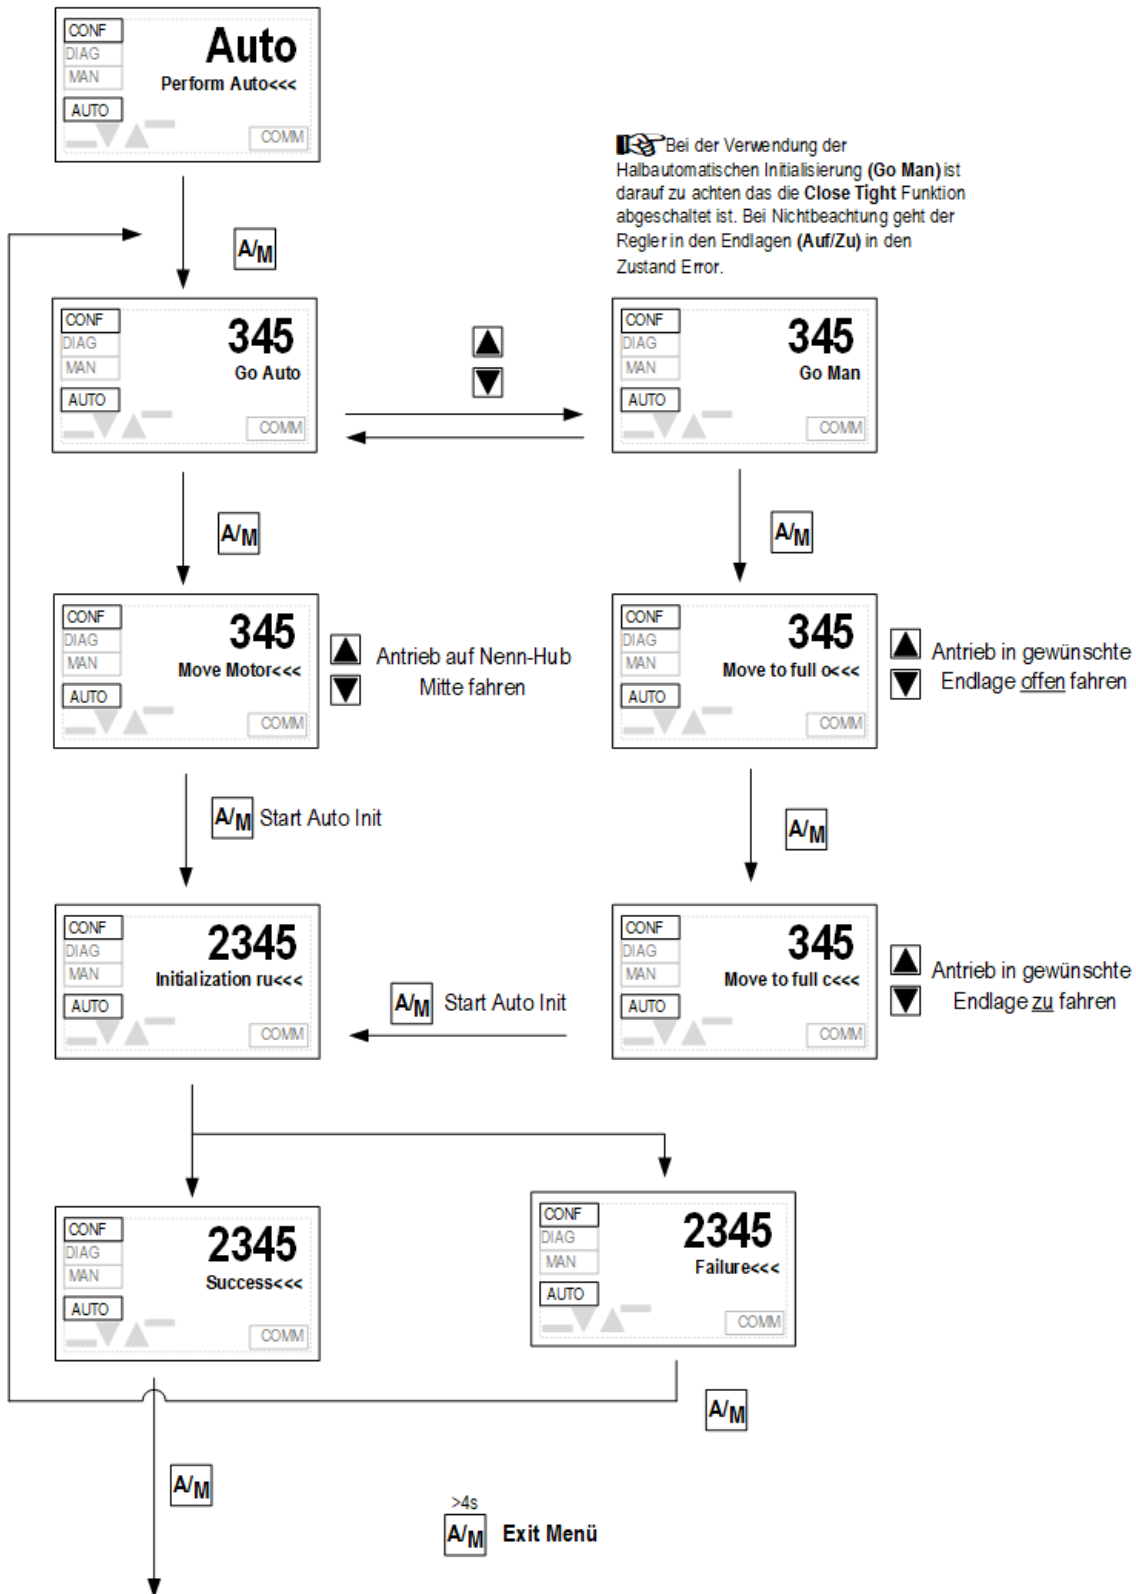 CONF
DIAG
MAN
AUTO
Auto
Perform Auto<<<
COMM
Bei der Verwendung der
Halbautomatischen Initialisierung (Go Man) ist
darauf zu achten das die Close Tight Funktion
abgeschaltet ist. Bei Nichtbeachtung geht der
Regler in den Endlagen (Auf/Zu) in den
Zustand Error.
A/M
CONF
DIAG
MAN
AUTO
345
Go Auto
COMM
CONF
DIAG
MAN
AUTO
345
Go Man
COMM
A/M
A/M
CONF
DIAG
MAN
AUTO
345
Move Motor<<<
COMM
Antrieb auf Nenn-Hub
Mitte fahren
CONF
DIAG
MAN
AUTO
345
Move to full o<<<
COMM
Antrieb in gewünschte
Endlage offen fahren
A/M Start Auto Init
A/M
CONF
DIAG
MAN
AUTO
2345
Initialization ru<<<
COMM
A/M Start Auto Init
CONF
DIAG
MAN
AUTO
345
Move to full c<<<
COMM
Antrieb in gewünschte
Endlage zu fahren
CONF
DIAG
MAN
AUTO
2345
Success<<<
COMM
CONF
DIAG
MAN
AUTO
2345
Failure<<<
COMM
A/M
A/M
>4s
A/M Exit Menü